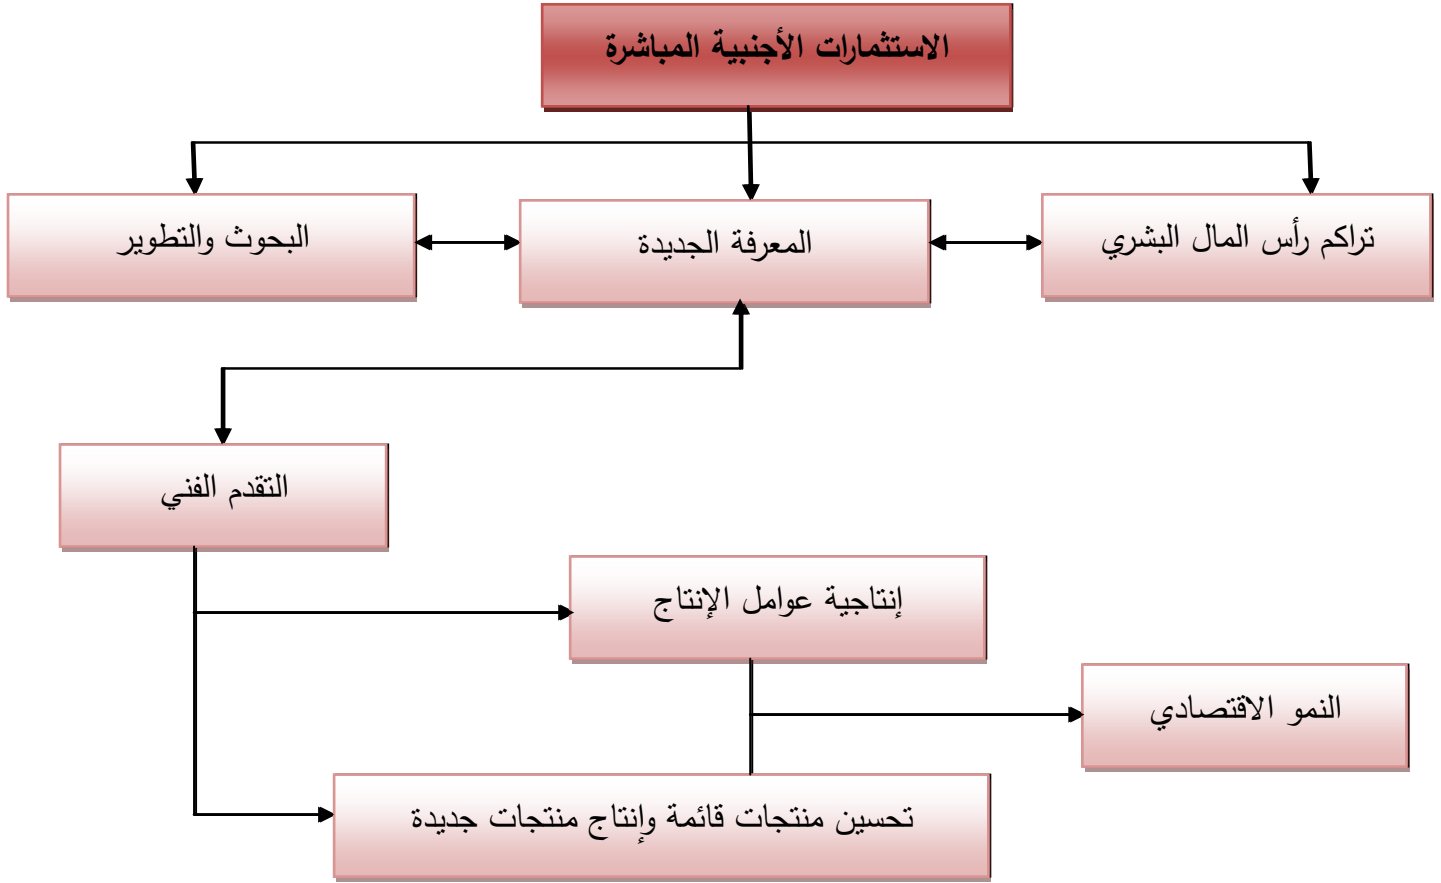 الاستثمارات الأجنبية المباشرة
تراكم رأس المال البشري
المعرفة الجديدة
البحوث والتطوير
التقدم الفني
إنتاجية عوامل الإنتاج
النمو الاقتصادي
تحسين منتجات قائمة وإنتاج منتجات جديدة